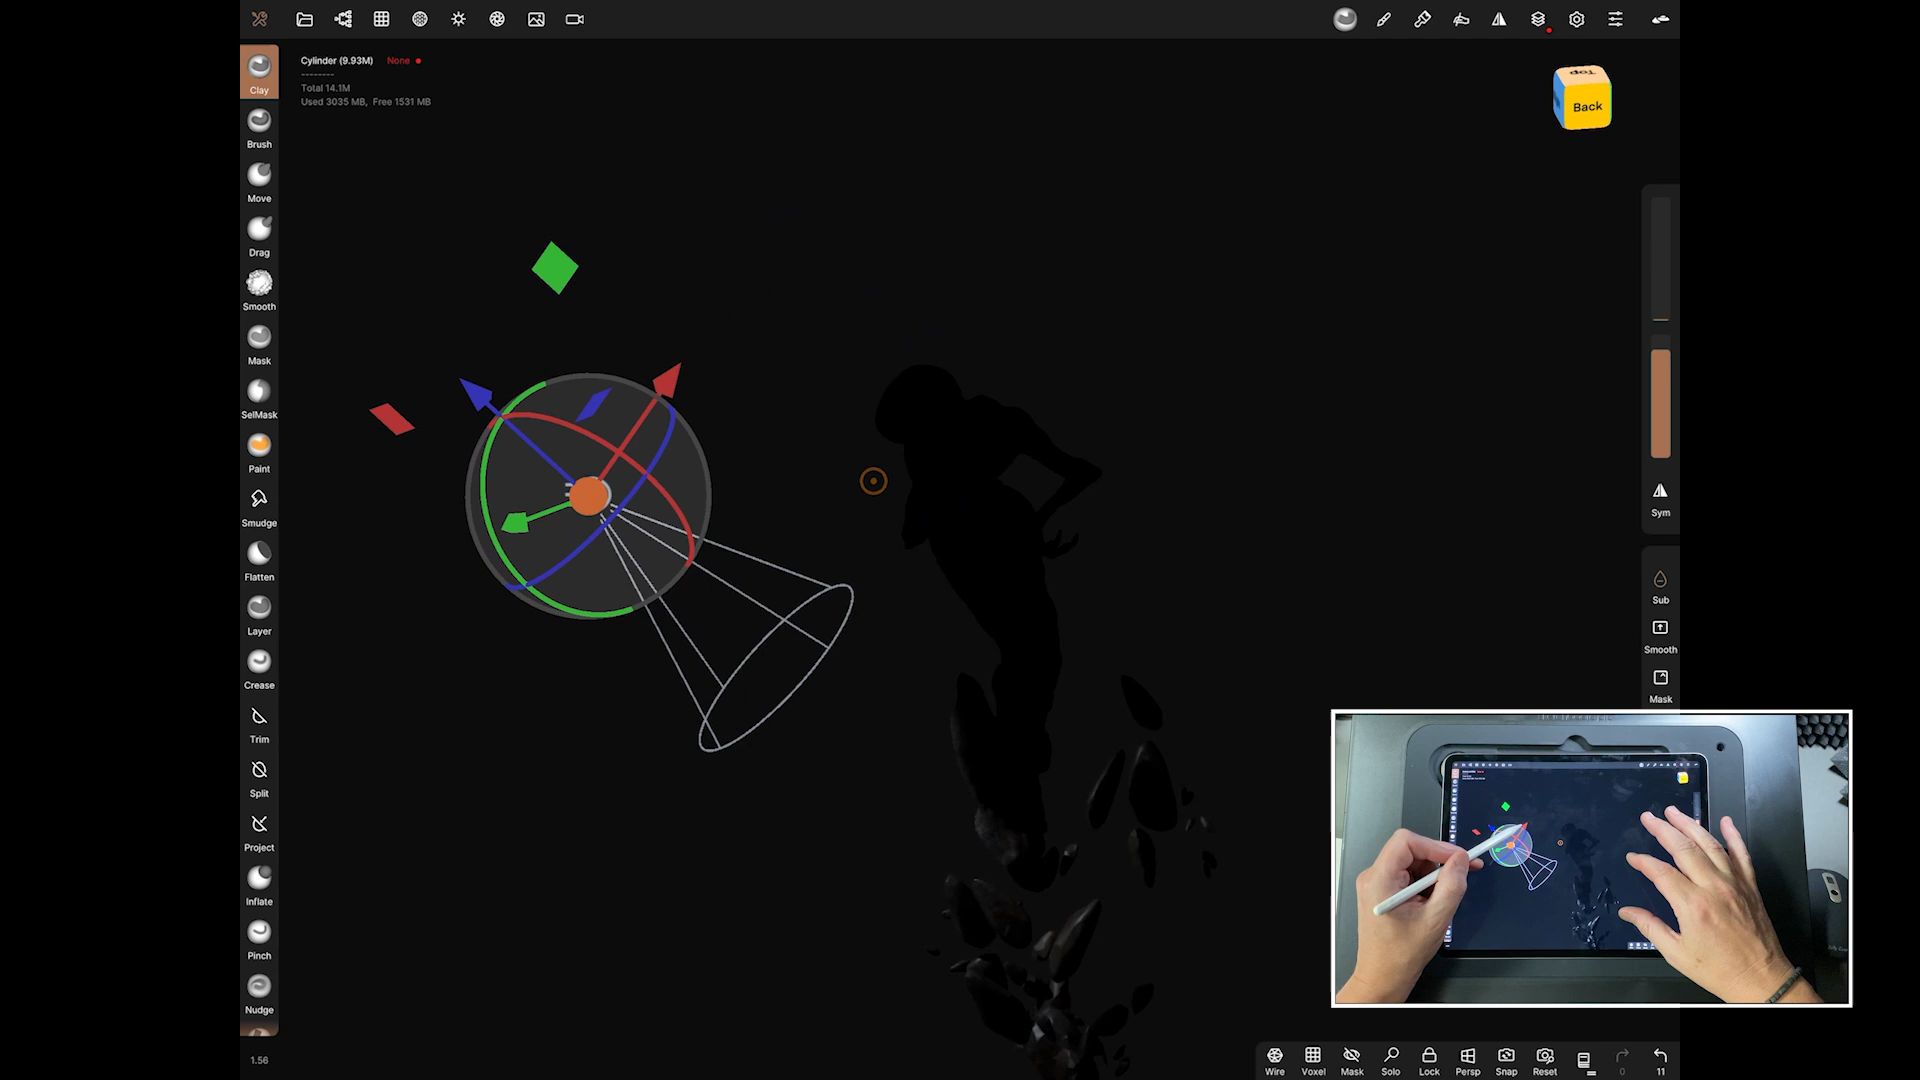 Cylinder (9.93M) None
--------
Total 14.1M
Used 3035 MB, Free 1531 MB
Top
Back
Clay
Brush
Move
Drag
Smooth
Mask
SelMask
Paint
Smudge
Flatten
Layer
Crease
Trim
Split
Project
Inflate
Pinch
Nudge
1.56
Sym
Sub
Smooth
Mask
Wire
Voxel
Mask
Solo
Lock
Persp
Snap
Reset
0
11